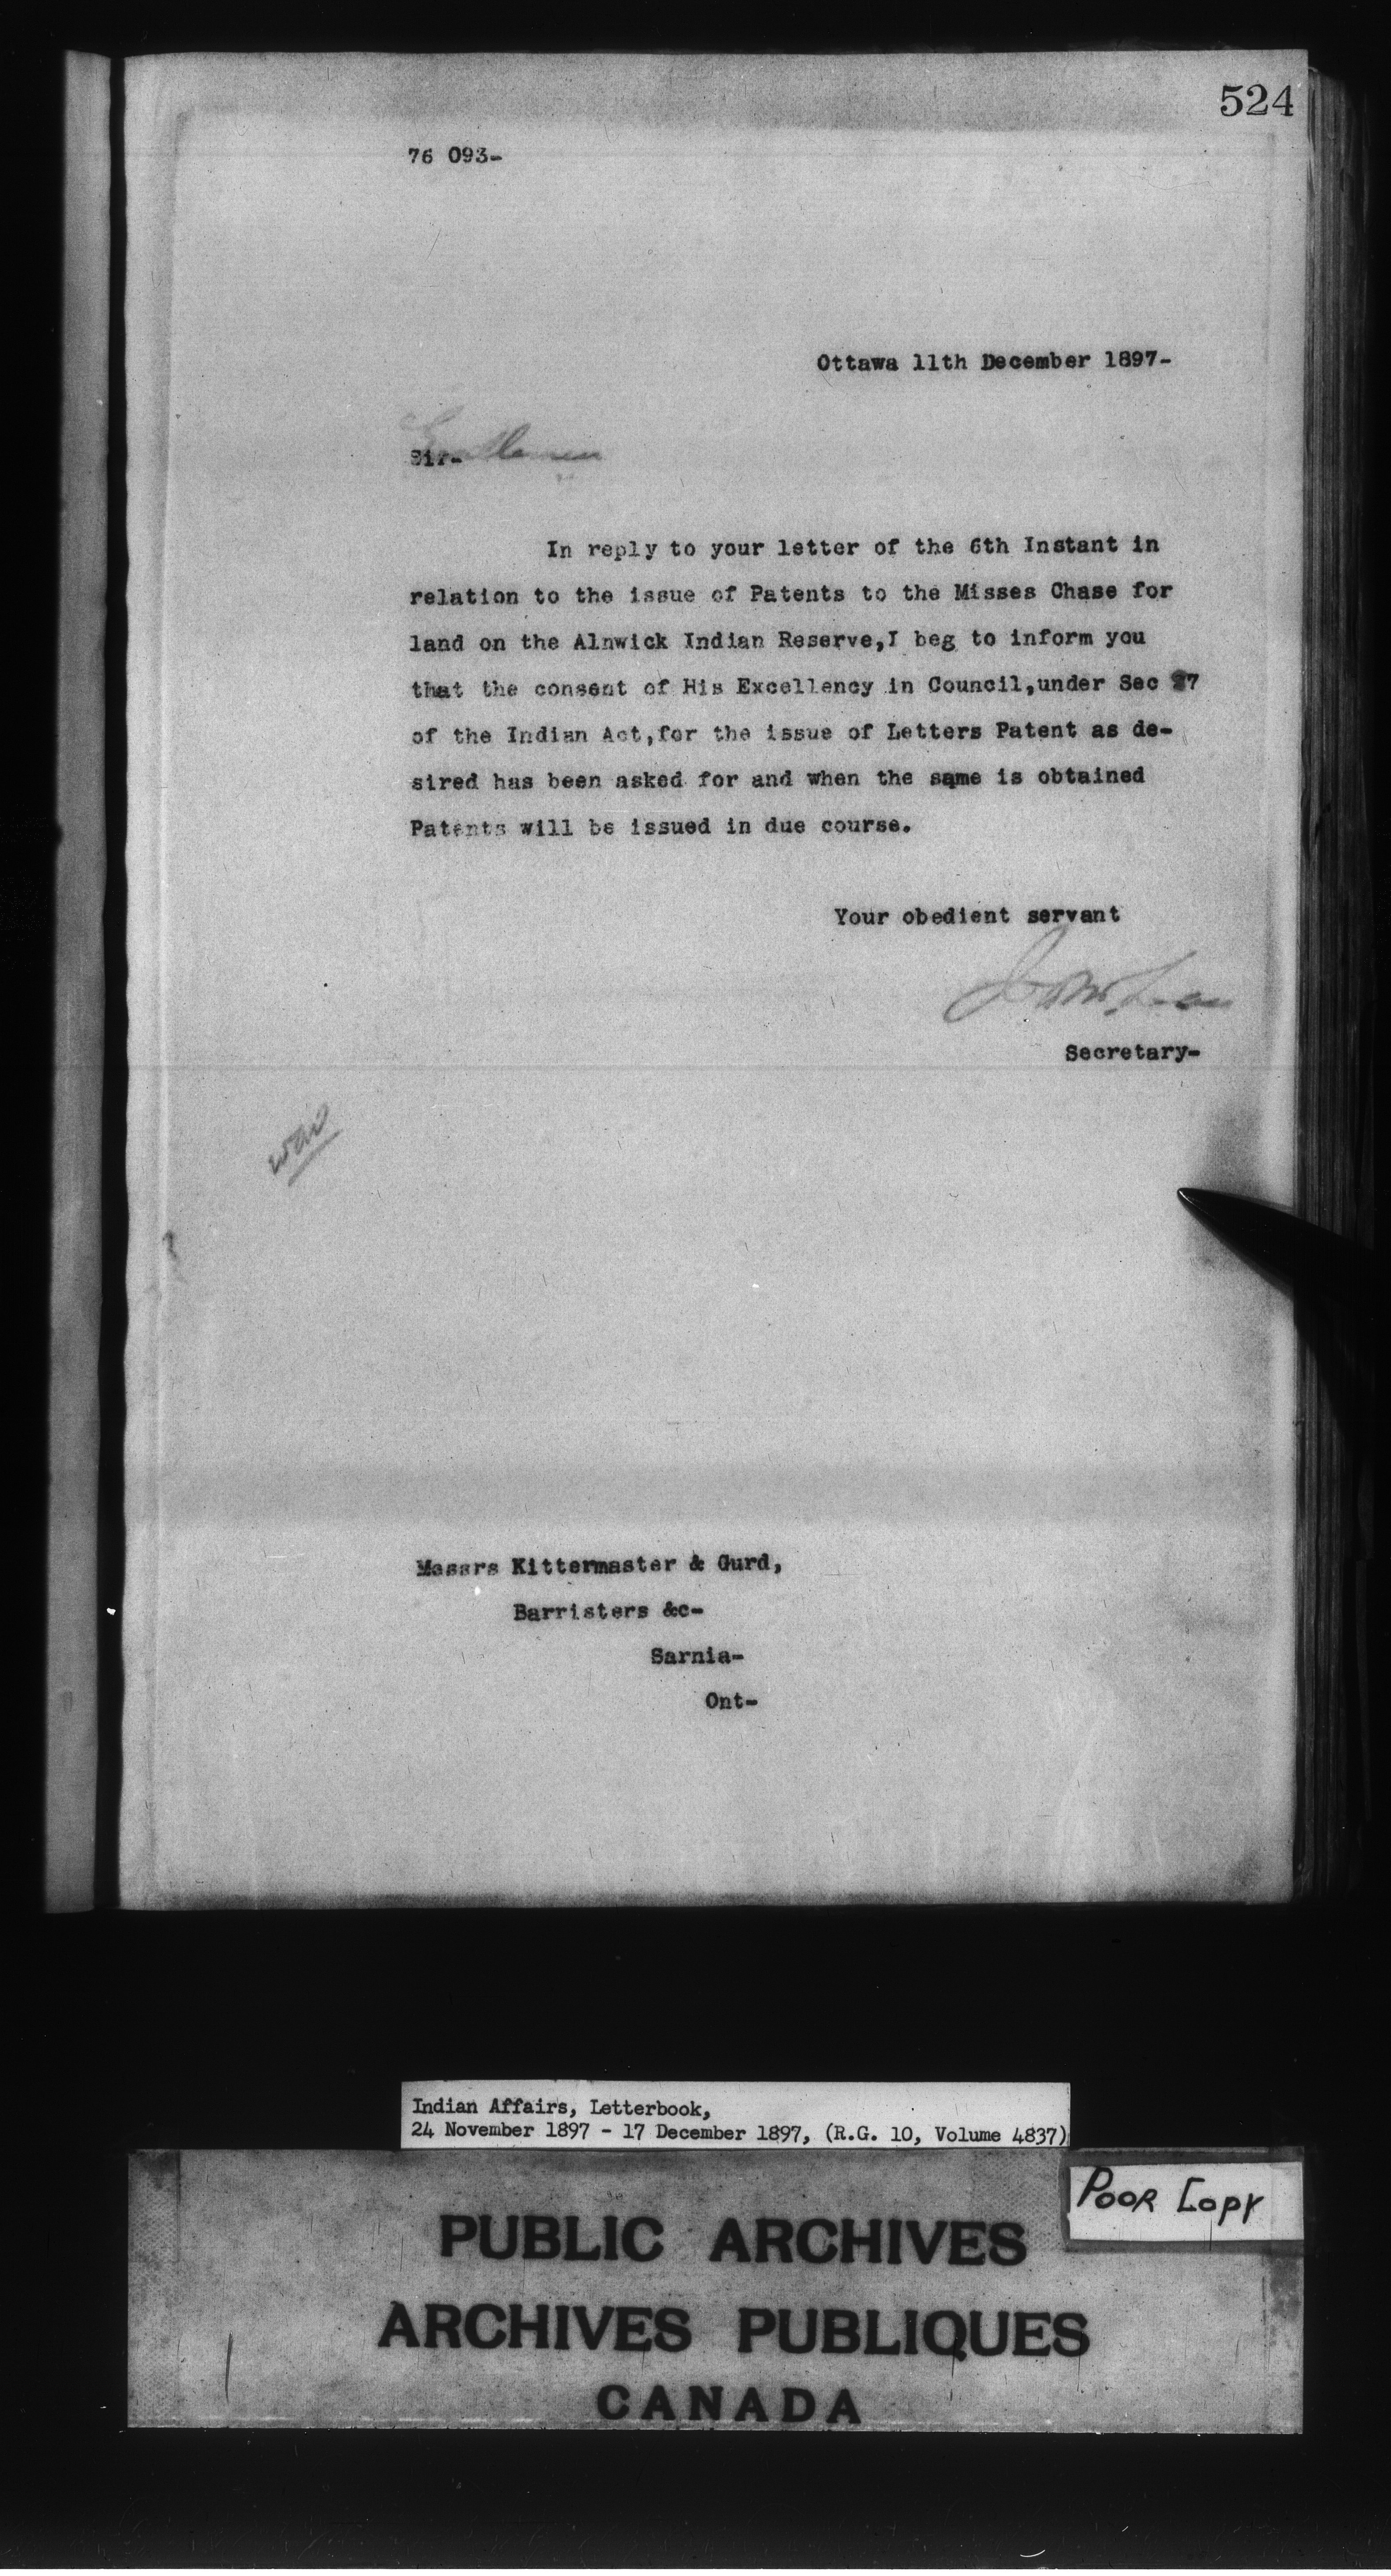 524
76 093-
Ottawa 11th December 1897-
Sir- Gentlemen
In reply to your letter of the 6th Instant in
relation to the issue of Patents to the Misses Chase for
land on the Alnwick Indian Reserve,I beg to inform you
that the consent of His Excellency in Council,under Sec
of the Indian Act,for the issue of Letters Patent as de-
sired has been asked for and when the same is obtained
Patents will be issued in due course.
Your obedient servant
Secretary-
Messrs Kittermaster & Gurd,
Barristers &c-
Sarnia-
Ont-
Indian Affairs, Letterbook,
24 November 1897 - 17 December 1897, (R.G. 10, Volume 4837)
POOR COPY
PUBLIC ARCHIVES
ARCHIVES PUBLIQUES
CANADA